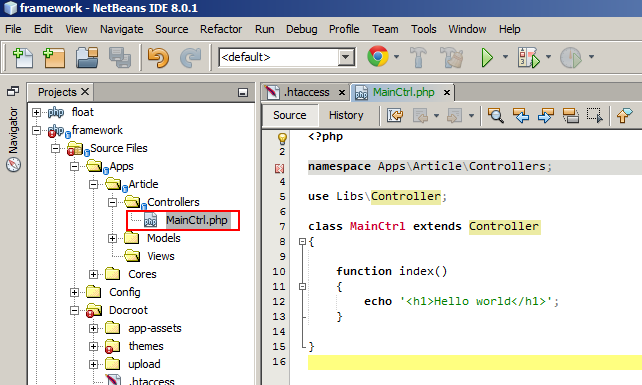 framework - NetBeans IDE 8.0.1
File Edit View Navigate Source Refactor Run Debug Profile Team Tools Window Help
<default>
Navigator
Projects
float
framework
Source Files
Apps
Article
Controllers
MainCtrl.php
Models
Views
Cores
Config
Docroot
app-assets
themes
upload
.htaccess
.htaccess MainCtrl.php
Source History
1 <?php
2
namespace Apps\Article\Controllers;
4
5 use Libs\Controller;
6
7 class MainCtrl extends Controller
8 {
9
10 function index()
11 {
12 echo '<h1>Hello world</h1>';
13 }
14
15 }
16